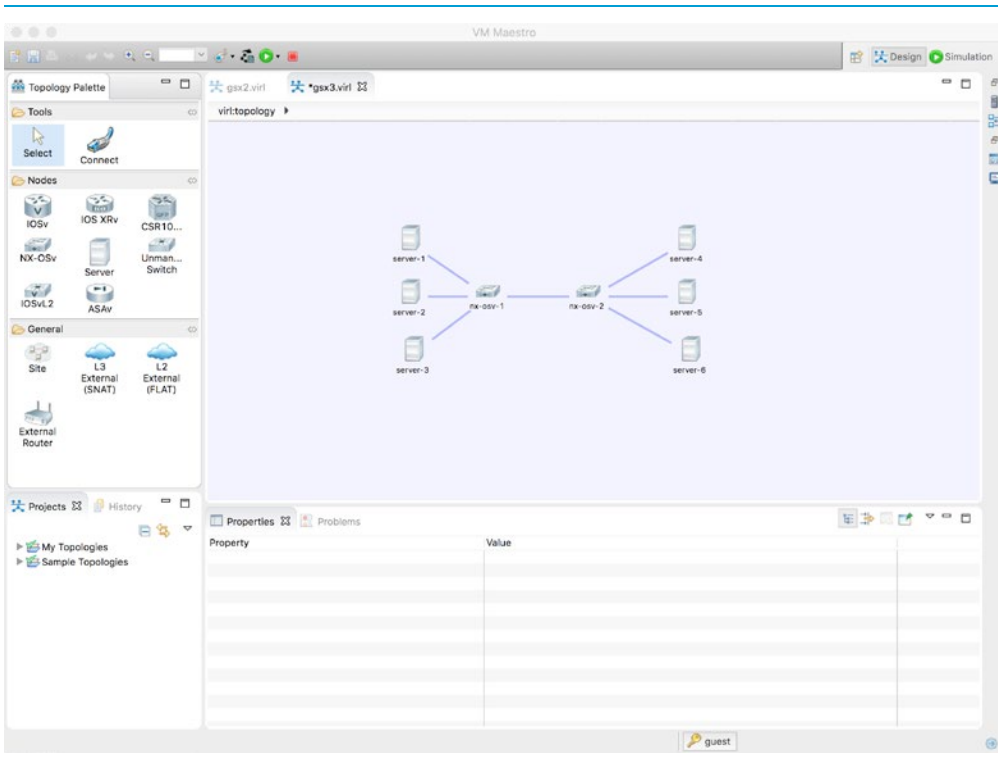 VM Maestro
Design Simulation
Topology Palette
gsx2.virl *gsx3.virl
Tools
virl:topology
Select
Connect
Nodes
IOSv
IOS XRv
CSR10...
NX-OSv
Server
Unman...
Switch
IOSvL2
ASAv
General
Site
L3
External
(SNAT)
L2
External
(FLAT)
External
Router
server-1
server-4
server-2
nx-osv-1
nx-osv-2
server-5
server-3
server-6
Projects History
My Topologies
Sample Topologies
Properties Problems
Property Value
guest